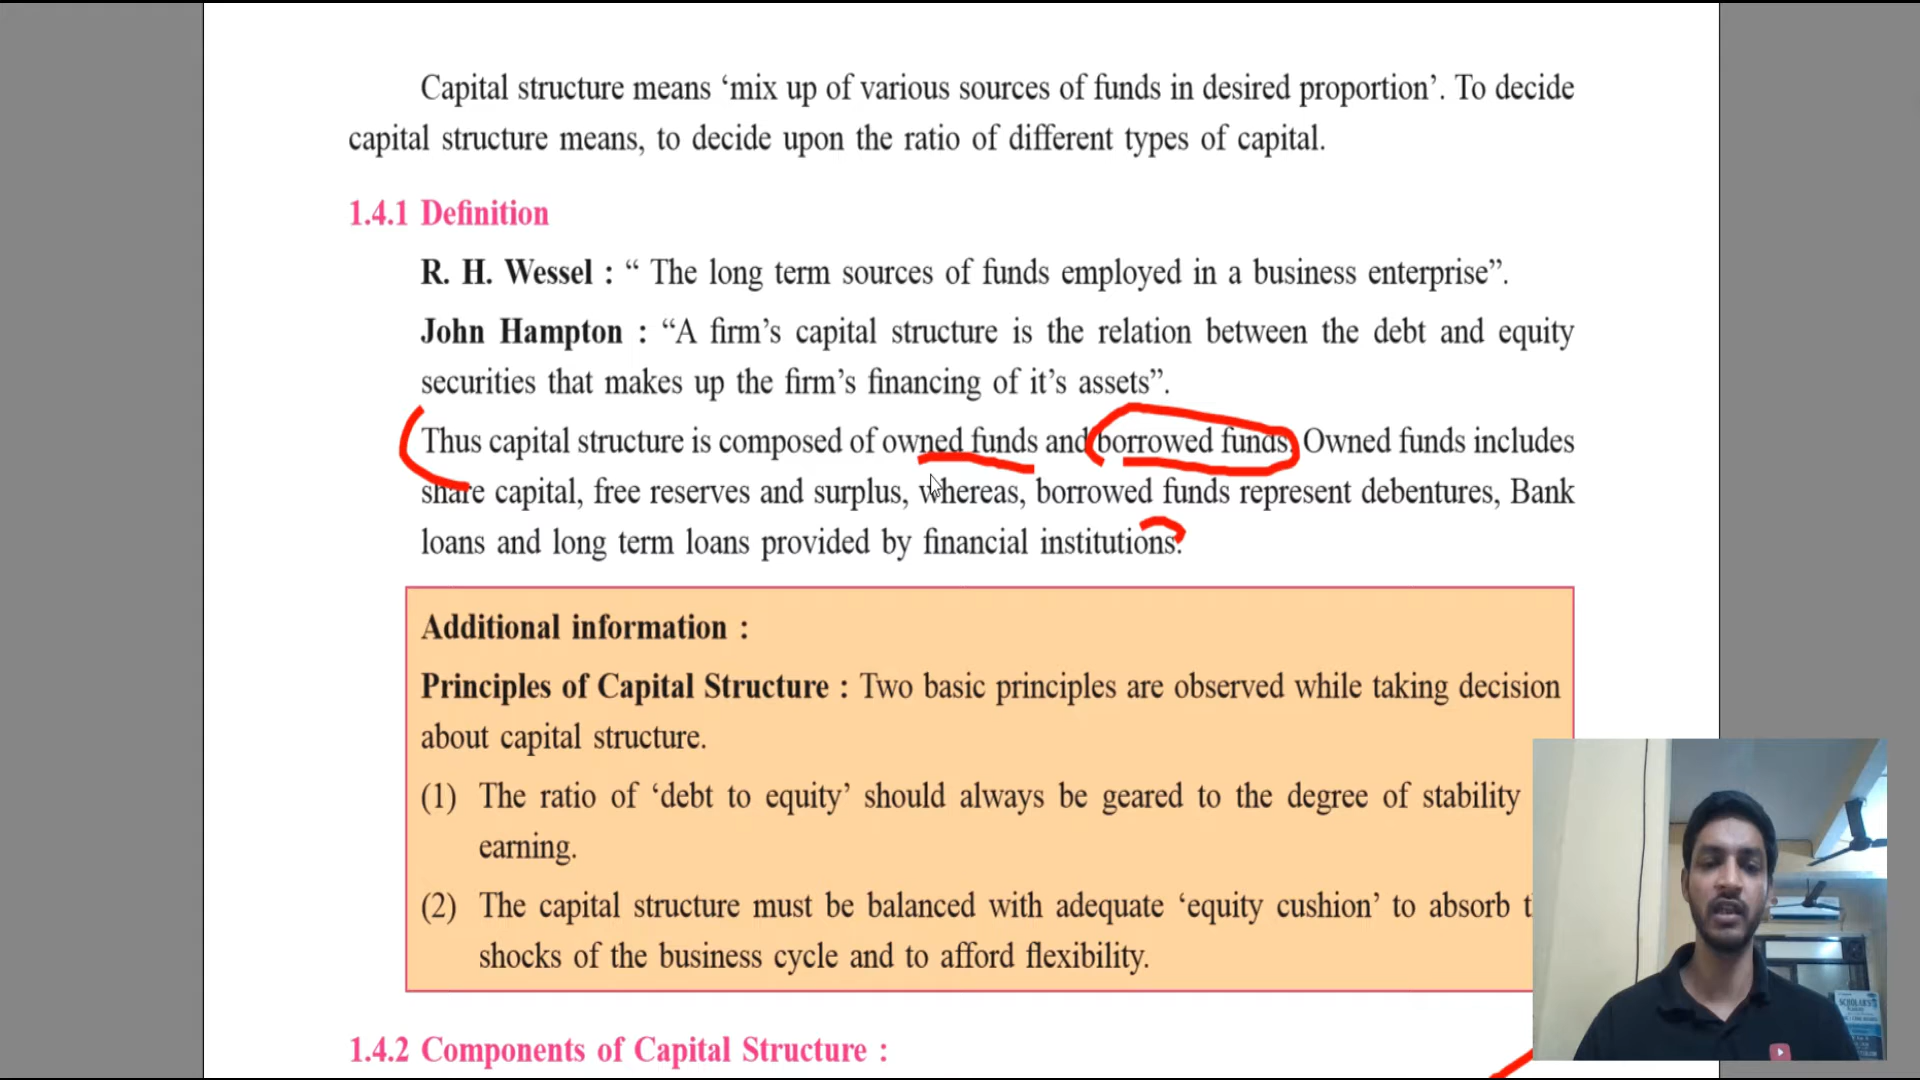 Capital structure means ‘mix up of various sources of funds in desired proportion’. To decide
capital structure means, to decide upon the ratio of different types of capital.
1.4.1 Definition
R. H. Wessel : “ The long term sources of funds employed in a business enterprise”.
John Hampton : “A firm’s capital structure is the relation between the debt and equity
securities that makes up the firm’s financing of it’s assets”.
Thus capital structure is composed of owned funds and borrowed funds. Owned funds includes
share capital, free reserves and surplus, whereas, borrowed funds represent debentures, Bank
loans and long term loans provided by financial institutions.
Additional information :
Principles of Capital Structure : Two basic principles are observed while taking decision
about capital structure.
(1) The ratio of ‘debt to equity’ should always be geared to the degree of stability
earning.
(2) The capital structure must be balanced with adequate ‘equity cushion’ to absorb
shocks of the business cycle and to afford flexibility.
1.4.2 Components of Capital Structure :